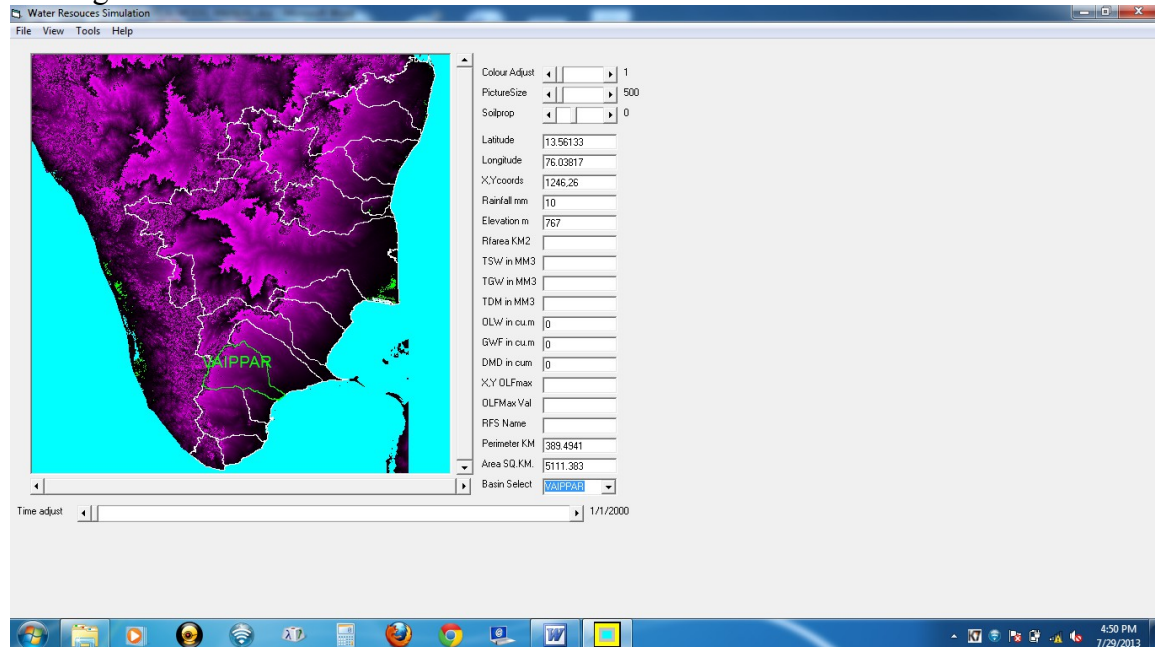 Water Resouces Simulation
File View Tools Help
Colour Adjust 1
PictureSize 500
Soilprop 0
Latitude 13.56133
Longitude 76.03817
X,Ycoords 1246,26
Rainfall mm 10
Elevation m 767
Rfarea KM2
TSW in MM3
TGW in MM3
TDM in MM3
OLW in cu.m 0
GWF in cu.m 0
DMD in cum 0
X,Y OLFmax
OLFMax Val
RFS Name
Perimeter KM 389.4941
Area SQ.KM. 5111.383
Basin Select VAIPPAR
VAIPPAR
Time adjust 1/1/2000
4:50 PM
7/29/2013